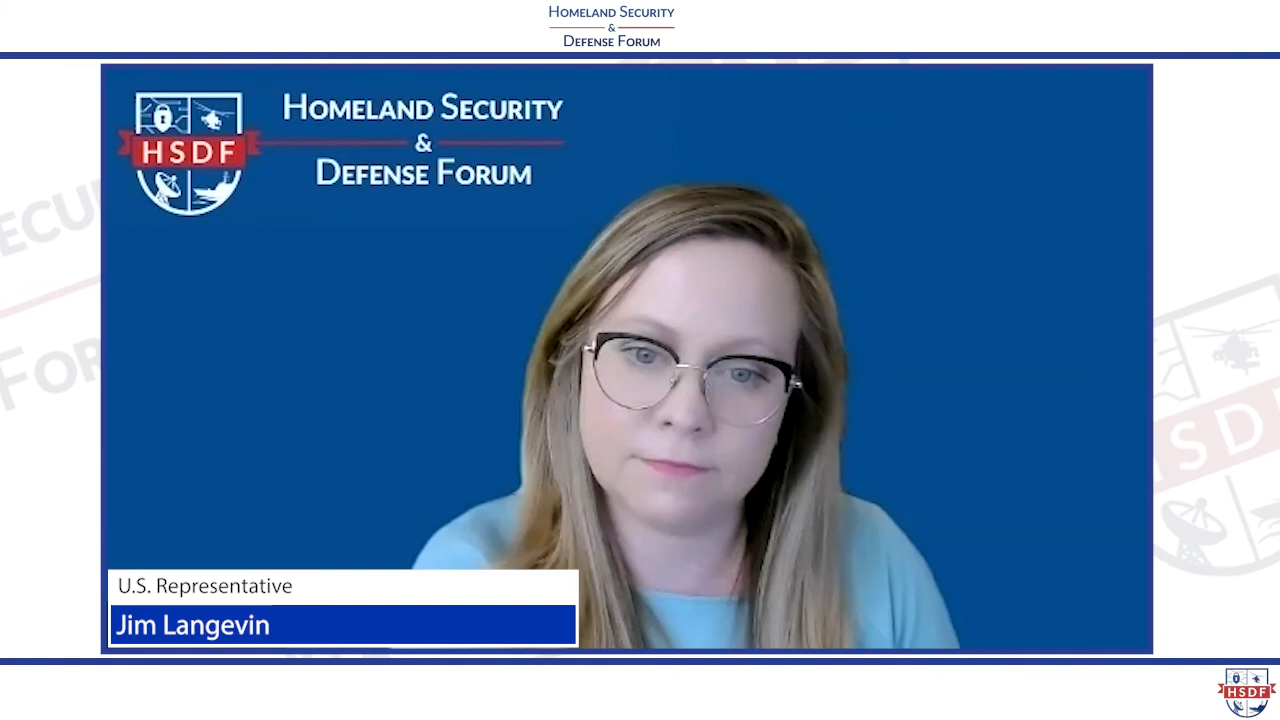 HOMELAND SECURITY
&
DEFENSE FORUM
HSDF
HOMELAND SECURITY
&
DEFENSE FORUM
U.S. Representative
Jim Langevin
HSDF